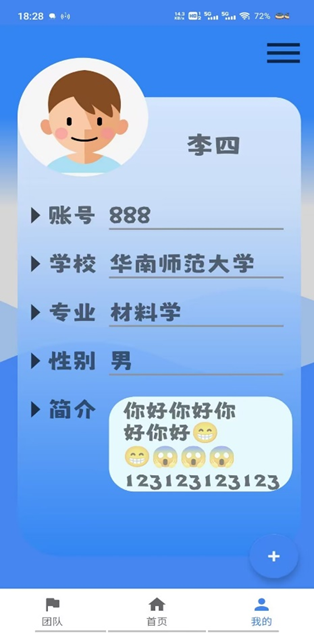 18:28
72%
李四
账号 888
学校 华南师范大学
专业 材料学
性别 男
简介 你好你好你
好你好😁
😁😱😱😱
123123123123
+
团队 首页 我的